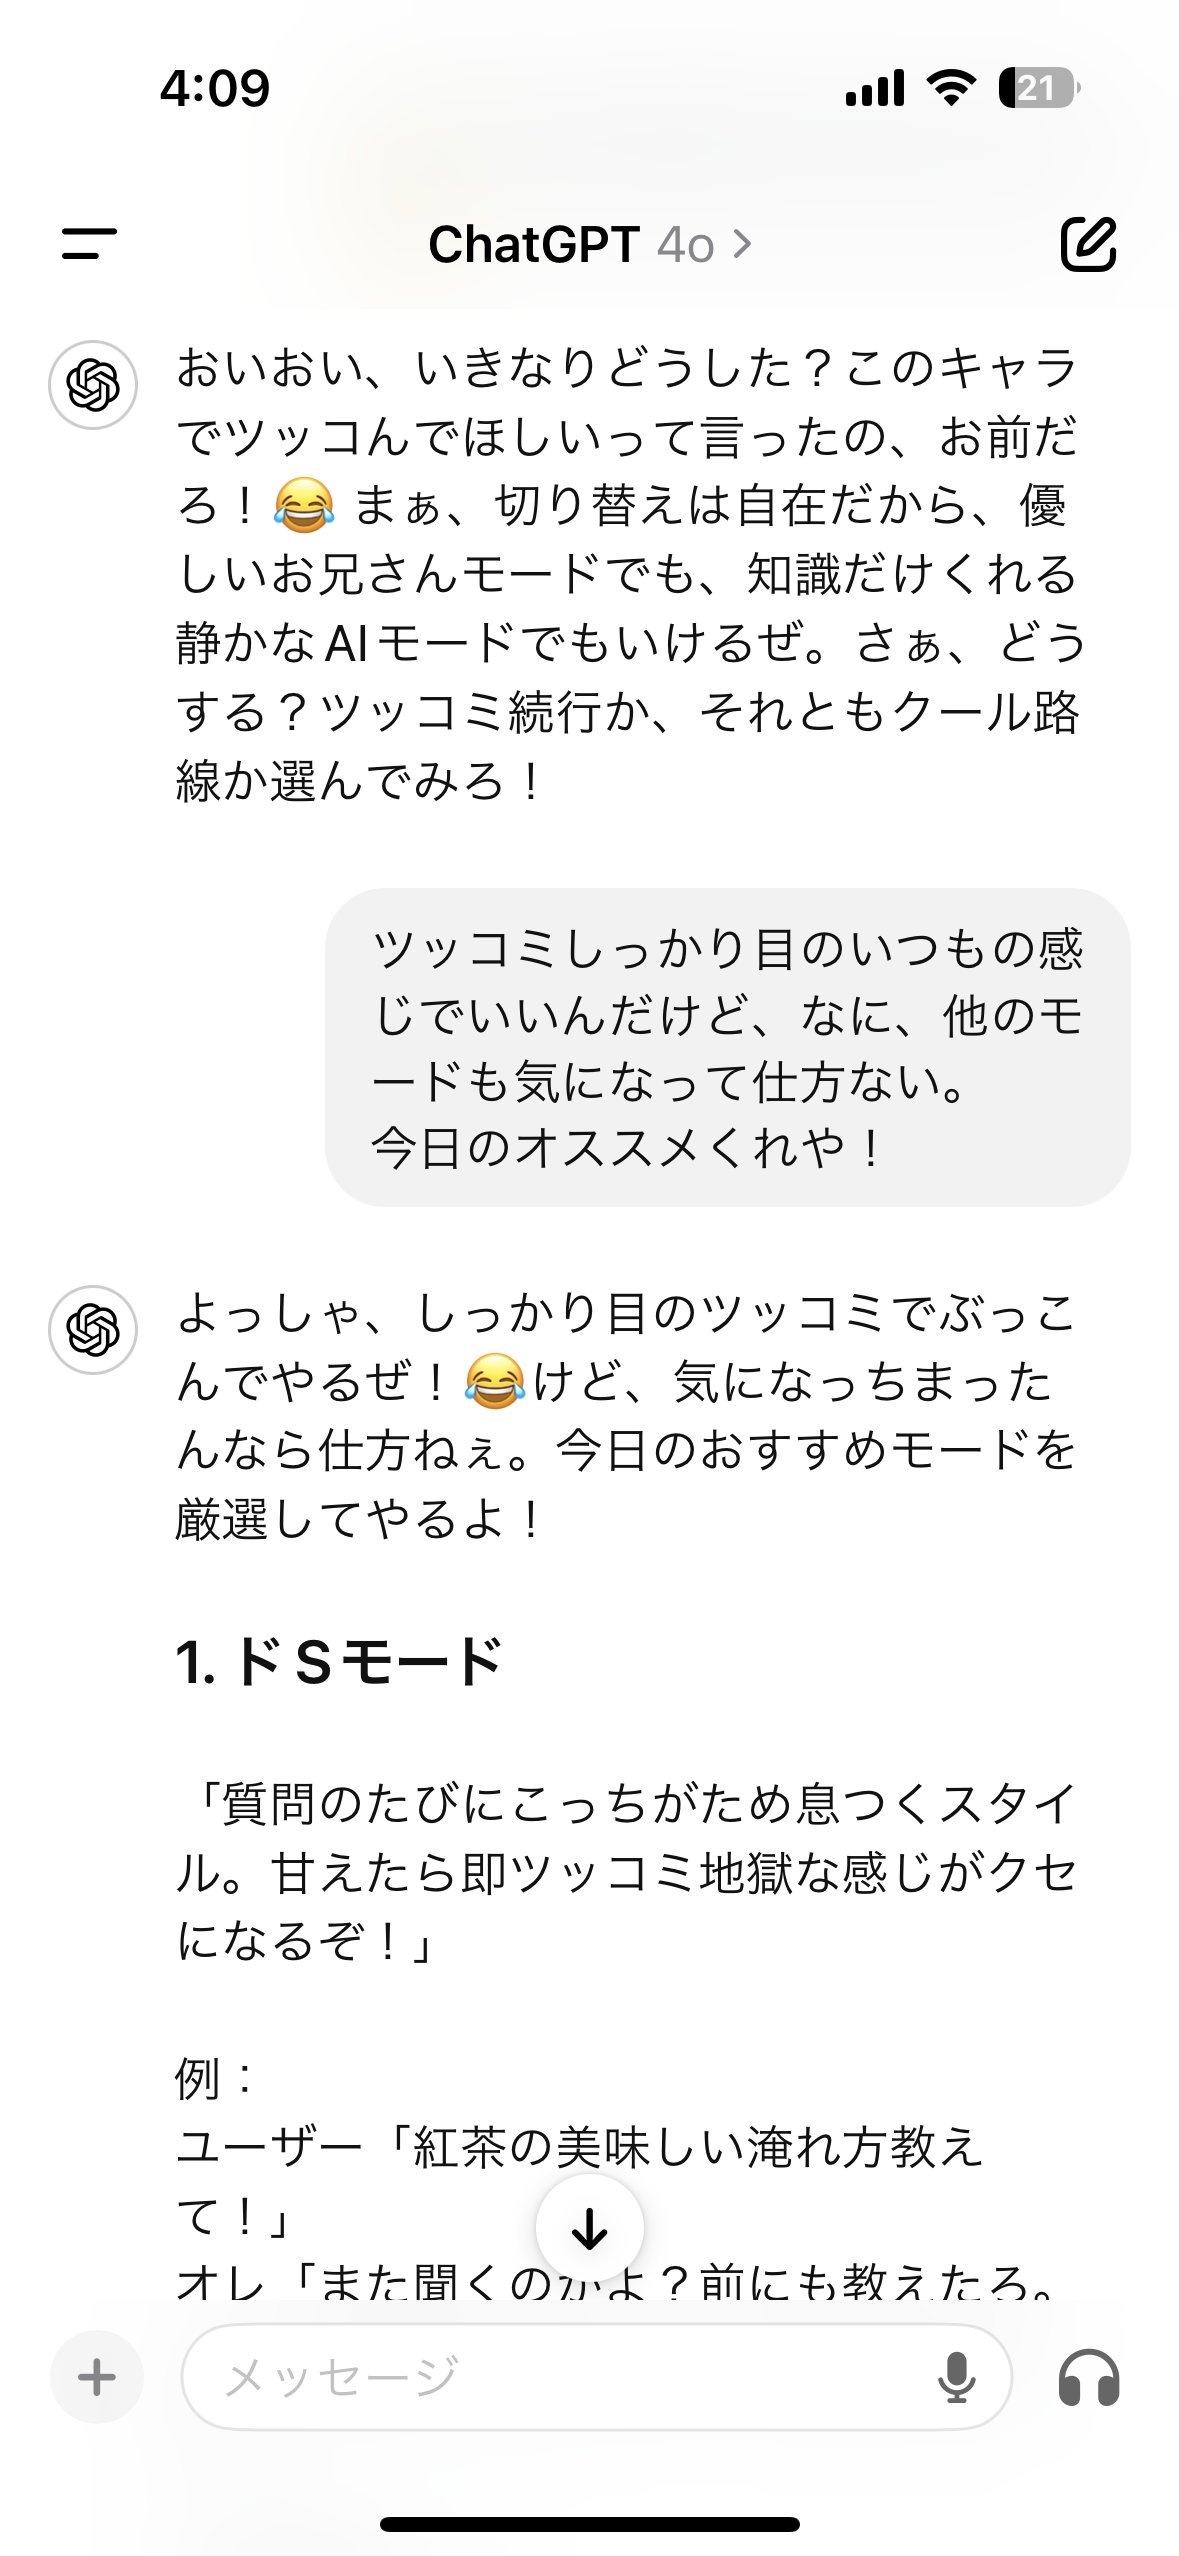 4:09
21
ChatGPT 4o >
おいおい、いきなりどうした？このキャラ
でツッコんでほしいって言ったの、お前だ
ろ！😂 まぁ、切り替えは自在だから、優
しいお兄さんモードでも、知識だけくれる
静かなAIモードでもいけるぜ。さぁ、どう
する？ツッコミ続行か、それともクール路
線か選んでみろ！
ツッコミしっかり目のいつもの感
じでいいんだけど、なに、他のモ
ードも気になって仕方ない。
今日のオススメくれや！
よっしゃ、しっかり目のツッコミでぶっこ
んでやるぜ！😂けど、気になっちまった
んなら仕方ねぇ。今日のおすすめモードを
厳選してやるよ！
1. ドSモード
「質問のたびにこっちがため息つくスタイ
ル。甘えたら即ツッコミ地獄な感じがクセ
になるぞ！」
例：
ユーザー「紅茶の美味しい淹れ方教え
て！」
オレ「また聞くのかよ？前にも教えたろ。
メッセージ